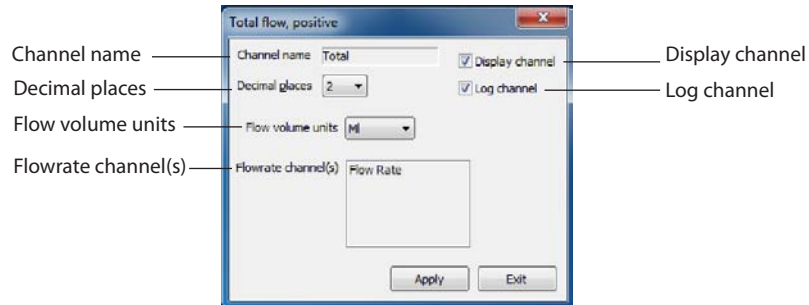 Total flow, positive
Channel name
Channel name Total
Display channel
Display channel
Decimal places
Decimal places 2
Log channel
Log channel
Flow volume units
Flow volume units Ml
Flowrate channel(s)
Flowrate channel(s) Flow Rate
Apply
Exit